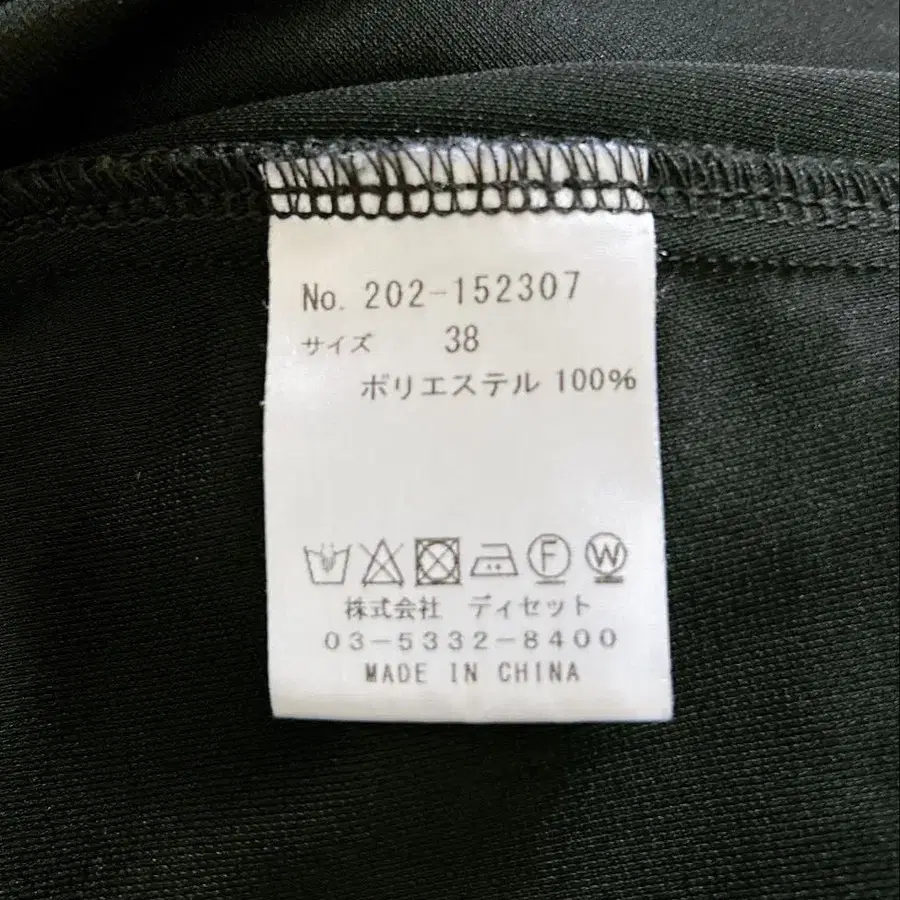 No. 202-152307
サイズ 38
ポリエステル 100%
F W
株式会社 ディセット
03-5332-8400
MADE IN CHINA